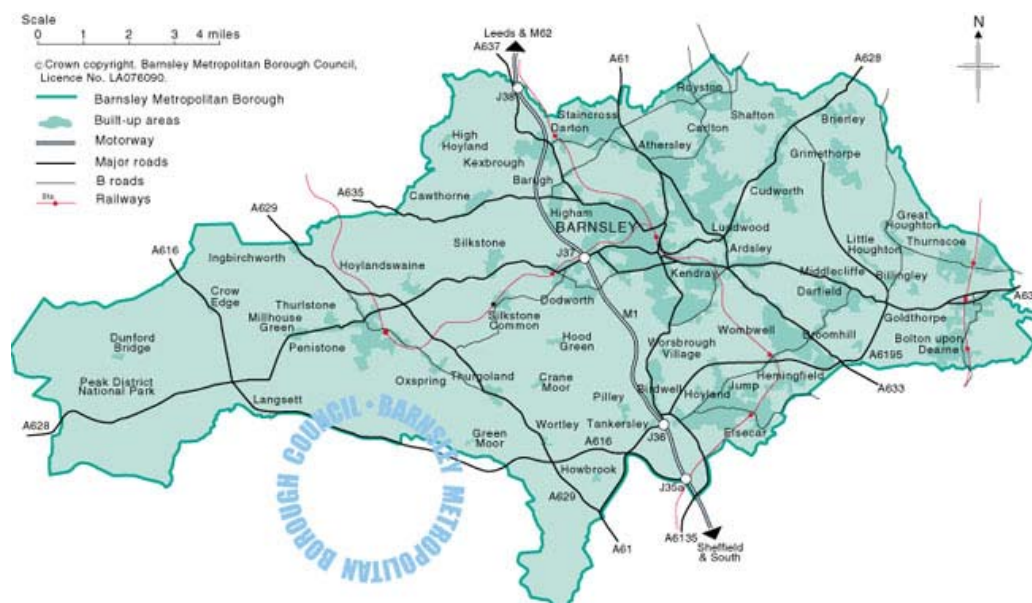 Scale
0 1 2 3 4 miles
© Crown copyright. Barnsley Metropolitan Borough Council,
Licence No. LA076090.
Barnsley Metropolitan Borough
Built-up areas
Motorway
Major roads
B roads
Sta.
Railways
Leeds & M62
A637
J38
A61
A628
N
Royston
Shafton
Staincross
Darton
Carlton
Brierley
High
Hoyland
Athersley
Grimethorpe
Kexbrough
Barugh
Cudworth
A635
Cawthorne
A629
Higham
BARNSLEY
Lundwood
Great
Houghton
A616
Silkstone
Ardsley
Little
Houghton
Thurnscoe
Ingbirchworth
Hoylandswaine
J37
Kendray
Middlecliffe
Billingley
Crow
Edge
Thurlstone
Millhouse
Green
Dodworth
Darfield
A63
Silkstone
Common
M1
Goldthorpe
Dunford
Bridge
Penistone
Hood
Green
Worsbrough
Village
Wombwell
Broomhill
Bolton upon
Dearne
A6195
Peak District
National Park
Oxspring
Thurgoland
Crane
Moor
Birdwell
Jump
Hemingfield
A633
Langsett
Pilley
Hoyland
A628
Green
Moor
Wortley
Tankersley
J36
Elsecar
A616
Howbrook
A629
J35a
A61
A6135
Sheffield
& South
BARNSLEY METROPOLITAN BOROUGH COUNCIL •